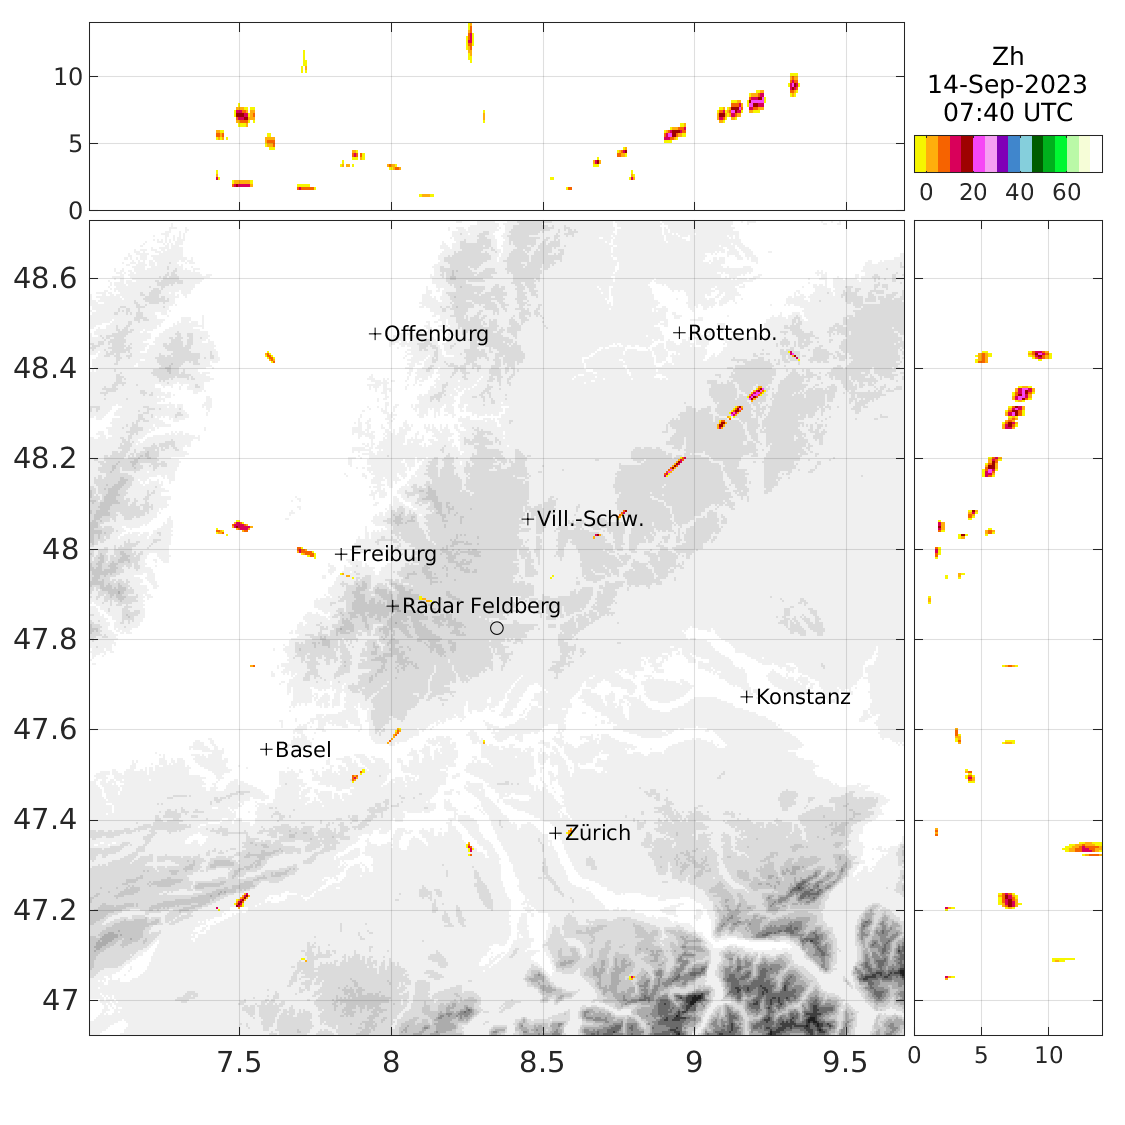 Zh
14-Sep-2023
07:40 UTC
0 20 40 60
10
5
0
48.6
48.4
48.2
48
47.8
47.6
47.4
47.2
47
+Offenburg
+Rottenb.
+Vill.-Schw.
+Freiburg
+Radar Feldberg
+Konstanz
+Basel
+Zürich
7.5 8 8.5 9 9.5
0 5 10